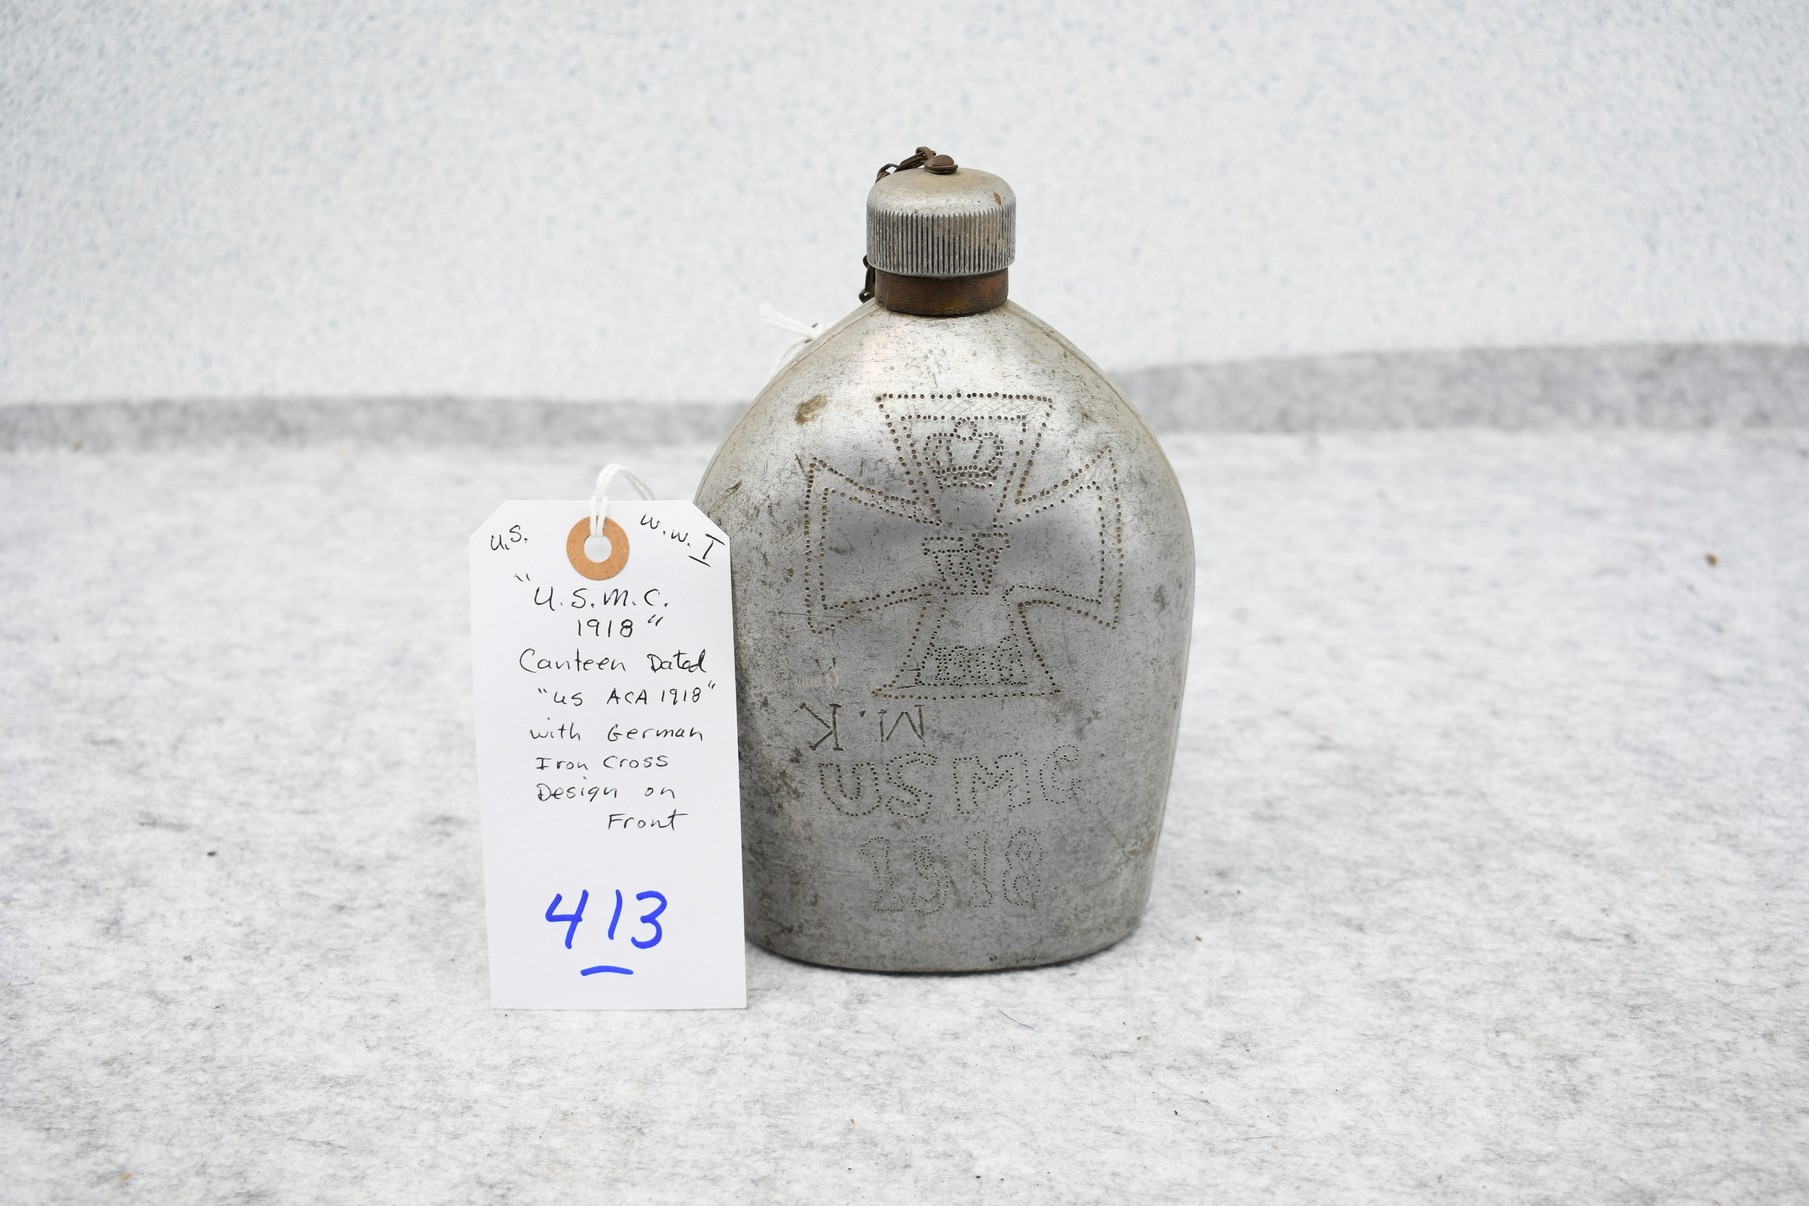 U.S. W.W. I
"U.S.M.C.
1918"
Canteen Dated
"US ACA 1918"
with German
Iron Cross
Design on
Front
413
W
M.K
USMC
1918